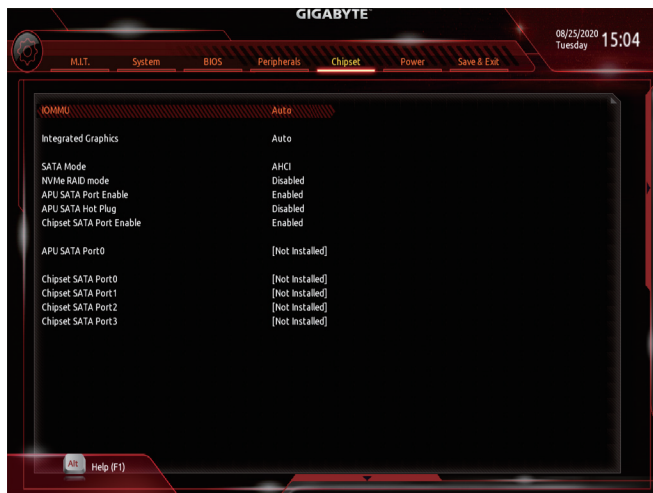 GIGABYTE™
08/25/2020 Tuesday 15:04
M.I.T. System BIOS Peripherals Chipset Power Save & Exit
IOMMU Auto
Integrated Graphics Auto
SATA Mode AHCI
NVMe RAID mode Disabled
APU SATA Port Enable Enabled
APU SATA Hot Plug Disabled
Chipset SATA Port Enable Enabled
APU SATA Port0 [Not Installed]
Chipset SATA Port0 [Not Installed]
Chipset SATA Port1 [Not Installed]
Chipset SATA Port2 [Not Installed]
Chipset SATA Port3 [Not Installed]
Alt Help (F1)